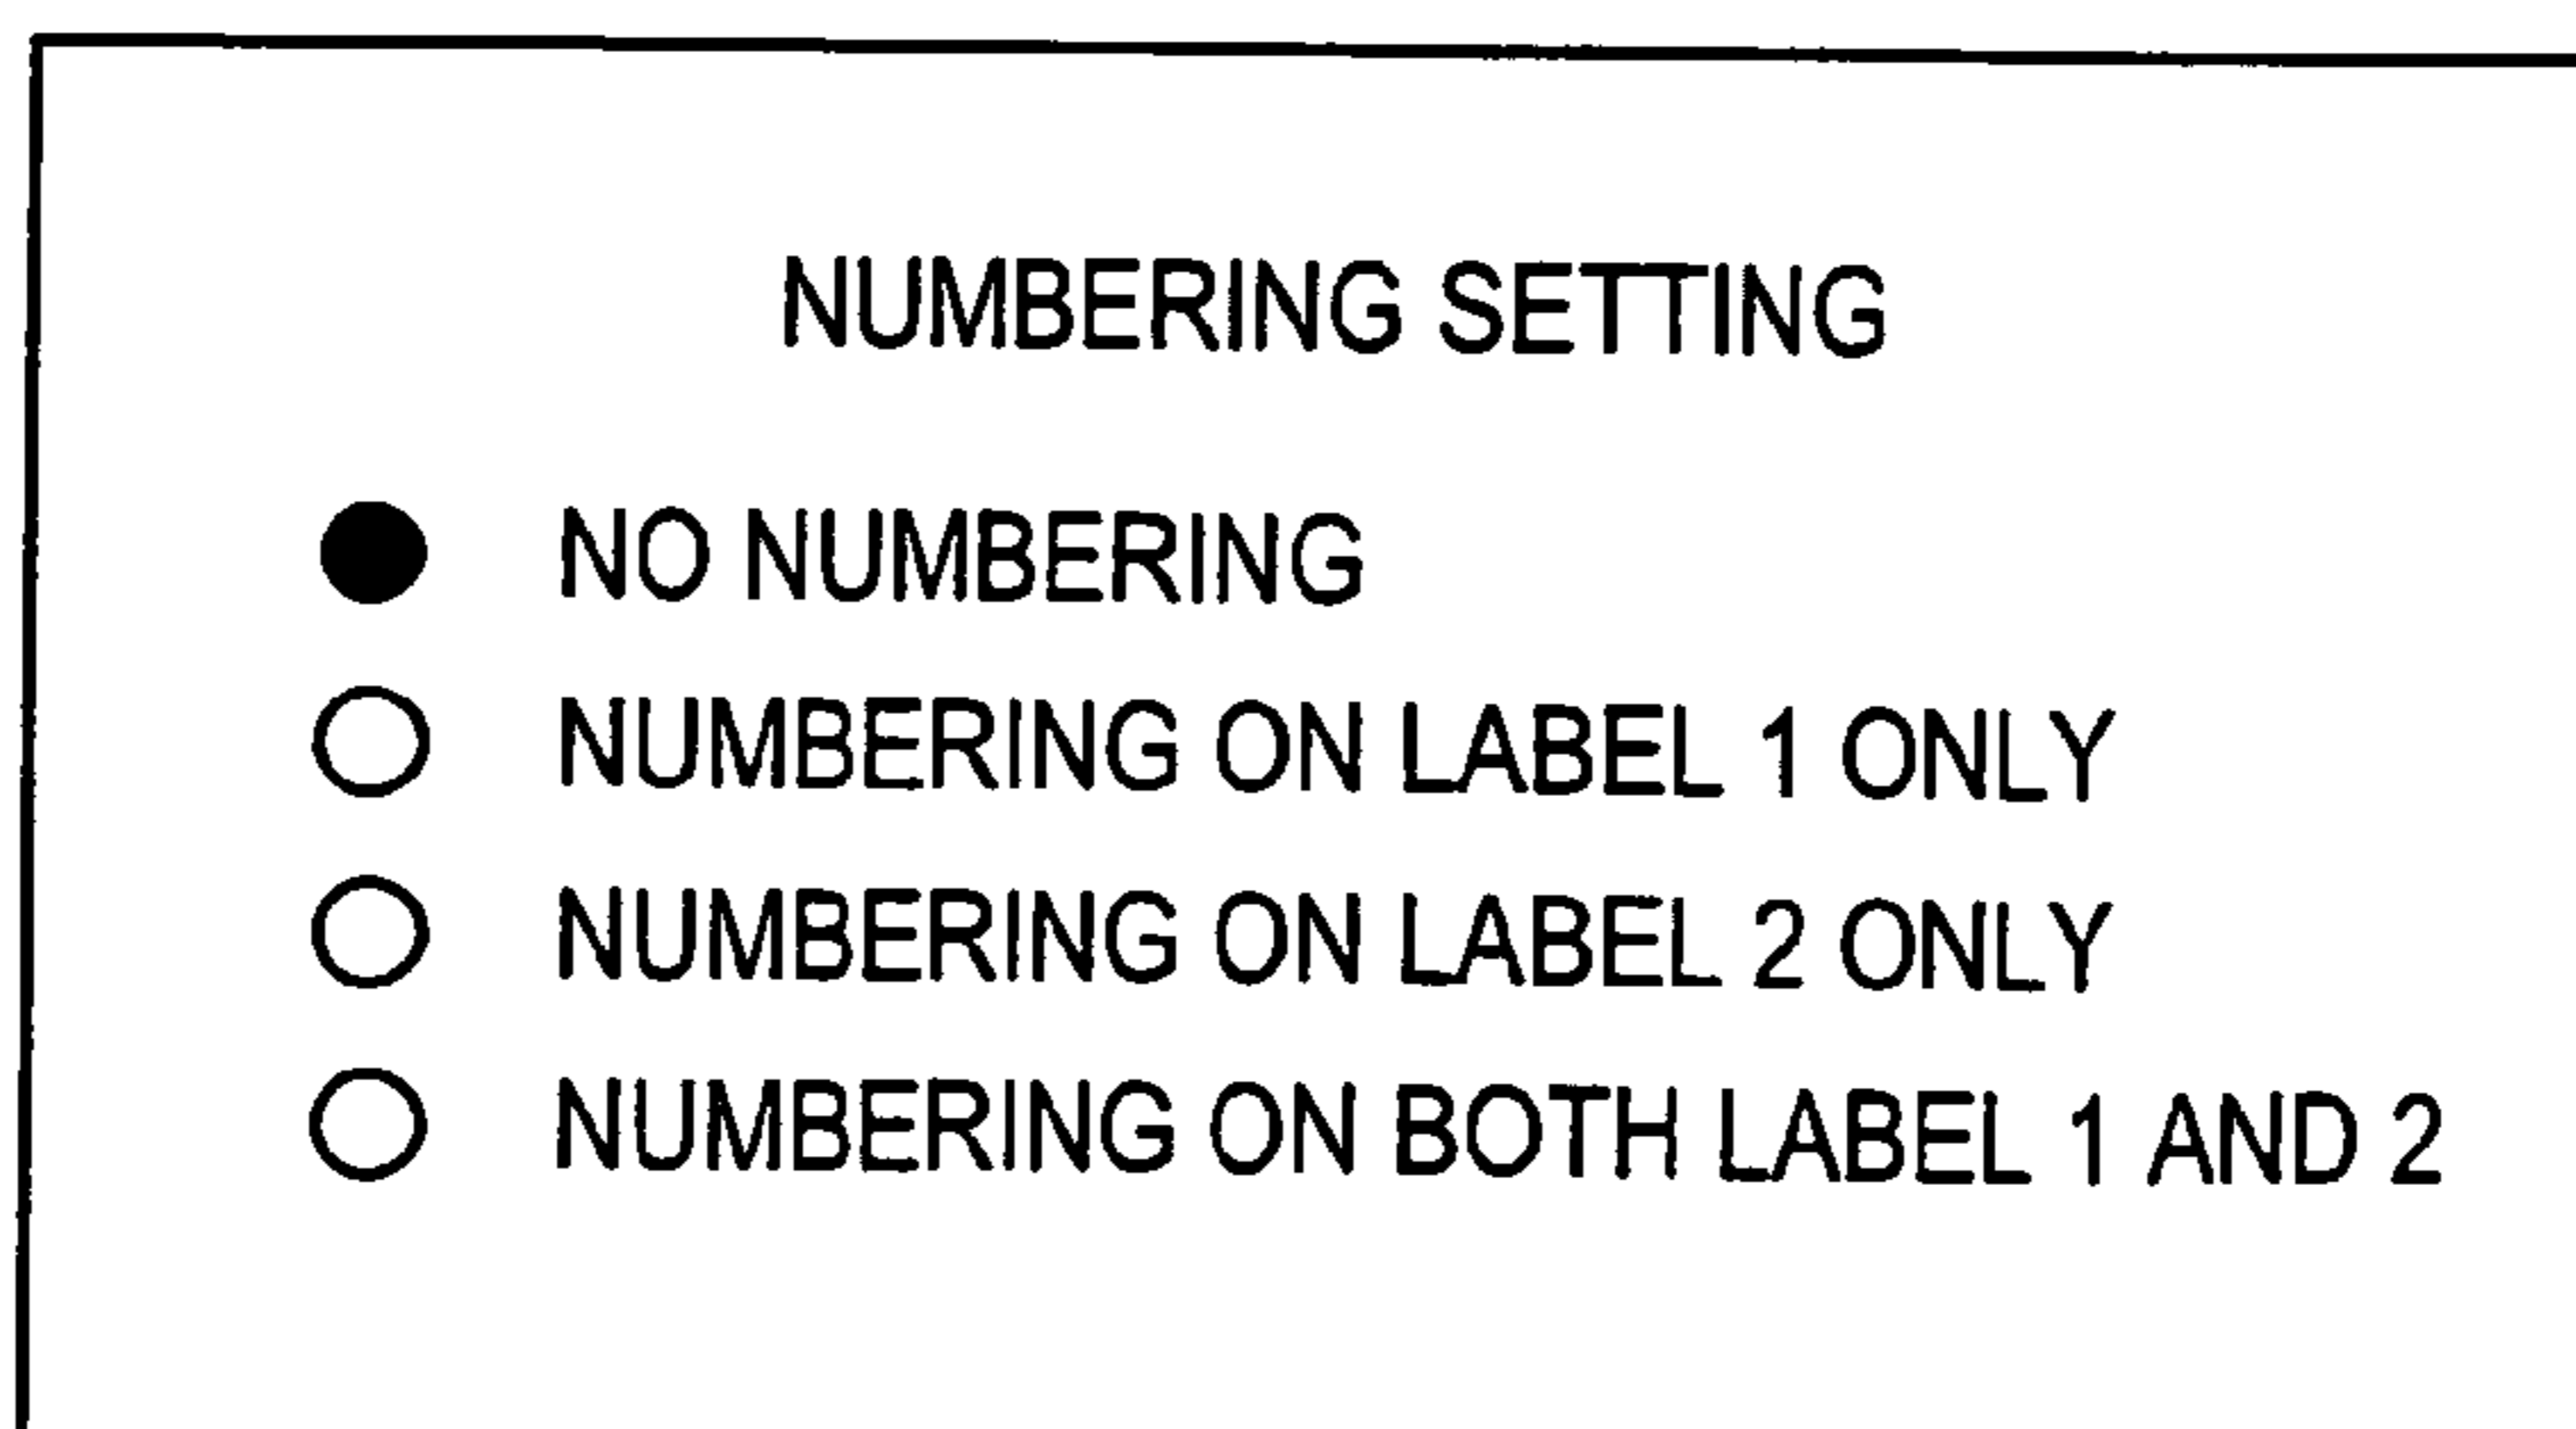 NUMBERING SETTING
NO NUMBERING
NUMBERING ON LABEL 1 ONLY
NUMBERING ON LABEL 2 ONLY
NUMBERING ON BOTH LABEL 1 AND 2